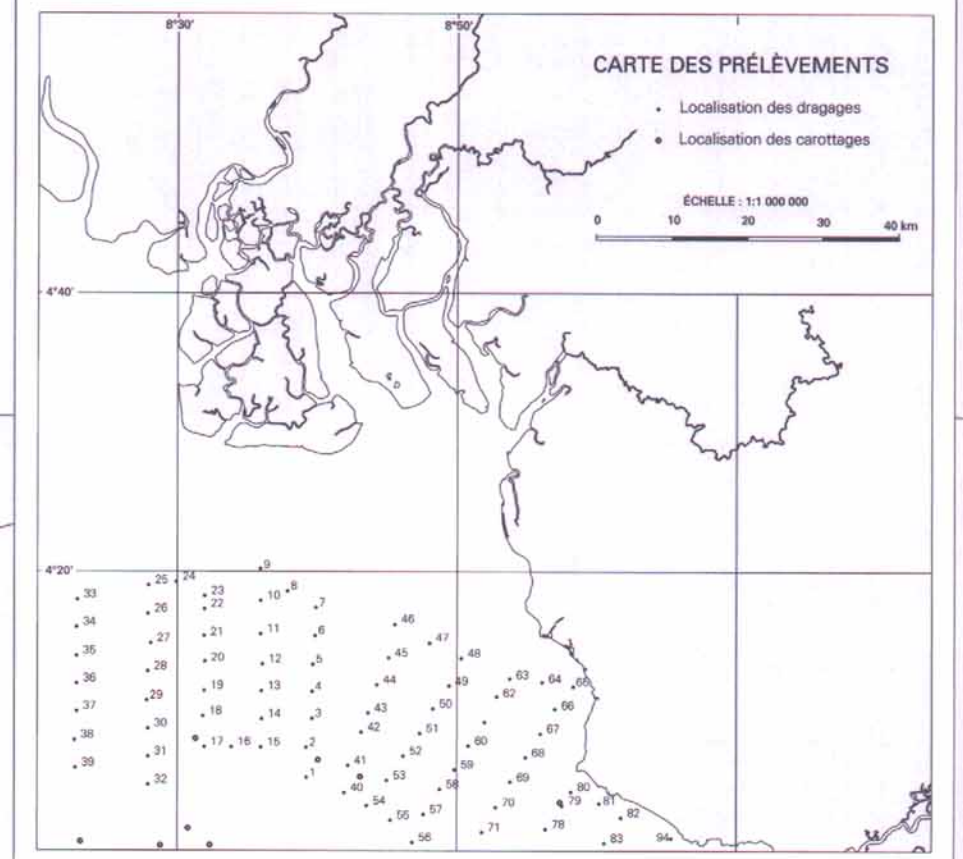 8°30'
8°50'
CARTE DES PRÉLÈVEMENTS
Localisation des dragages
Localisation des carottages
ÉCHELLE : 1:1 000 000
0 10 20 30 40 km
4°40'
4°20'
9
25 24
33 23 10 8
26 22 7
34 46
27 21 11 6
47
35 28 20 12 5 45 48
36 29 19 13 4 44 49 63 64 65
62
37 18 14 3 43 50 66
30 42 51
38 17 16 15 2 60 67
31 52 68
39 41 59
32 1 53 69
40 58 80
54 70 79 81
55 57 82
71 78
56 83 94